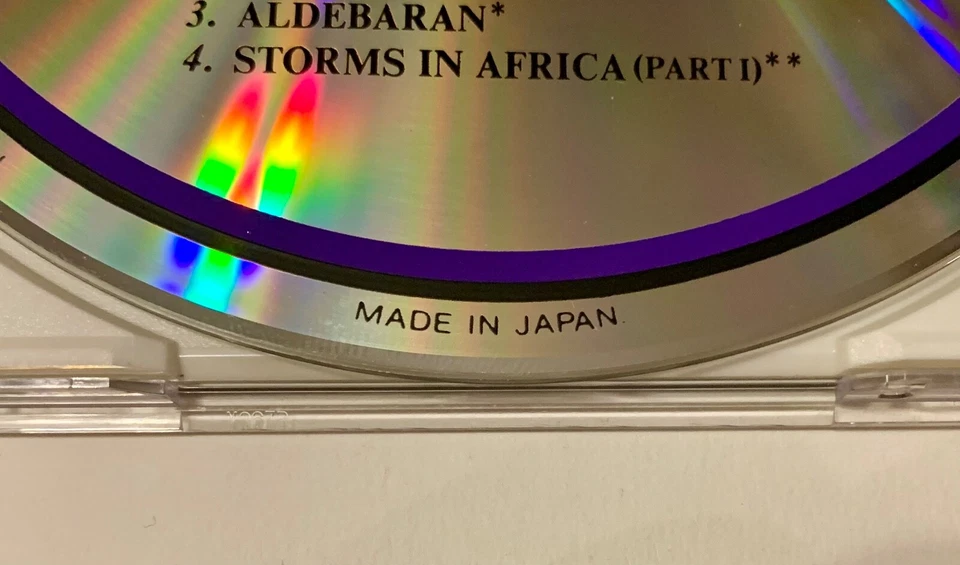 3. ALDEBARAN*
4. STORMS IN AFRICA (PART I)**
MADE IN JAPAN